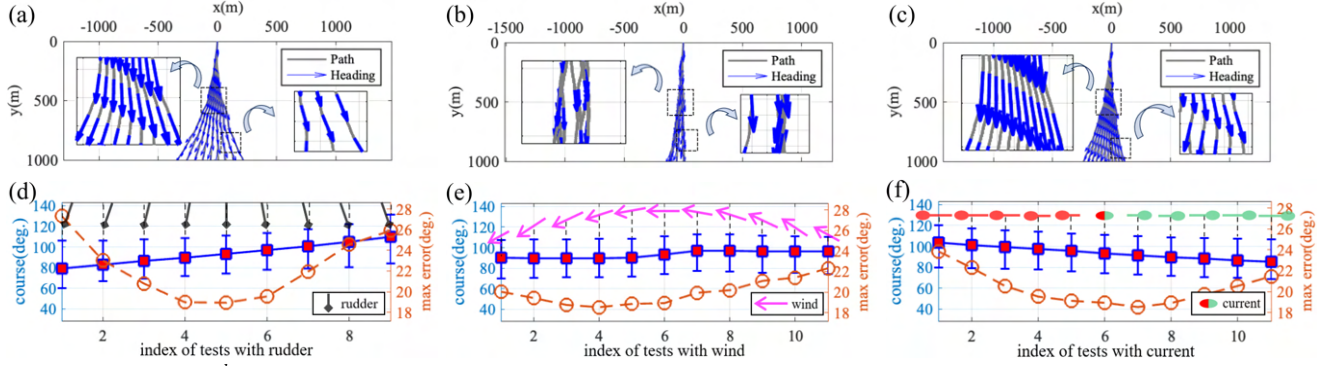 (a)
x(m)
-1000 -500 0 500 1000
0
500
1000
y(m)
Path
Heading
(b)
x(m)
-1500 -1000 -500 0 500 1000
0
500
1000
y(m)
Path
Heading
(c)
x(m)
-1000 -500 0 500 1000
0
500
1000
y(m)
Path
Heading
(d)
course(deg.)
140
120
100
80
60
40
28
26
24
22
20
18
max error(deg.)
rudder
2 4 6 8
index of tests with rudder
(e)
course(deg.)
140
120
100
80
60
40
28
26
24
22
20
18
max error(deg.)
wind
2 4 6 8 10
index of tests with wind
(f)
course(deg.)
140
120
100
80
60
40
28
26
24
22
20
18
max error(deg.)
current
2 4 6 8 10
index of tests with current